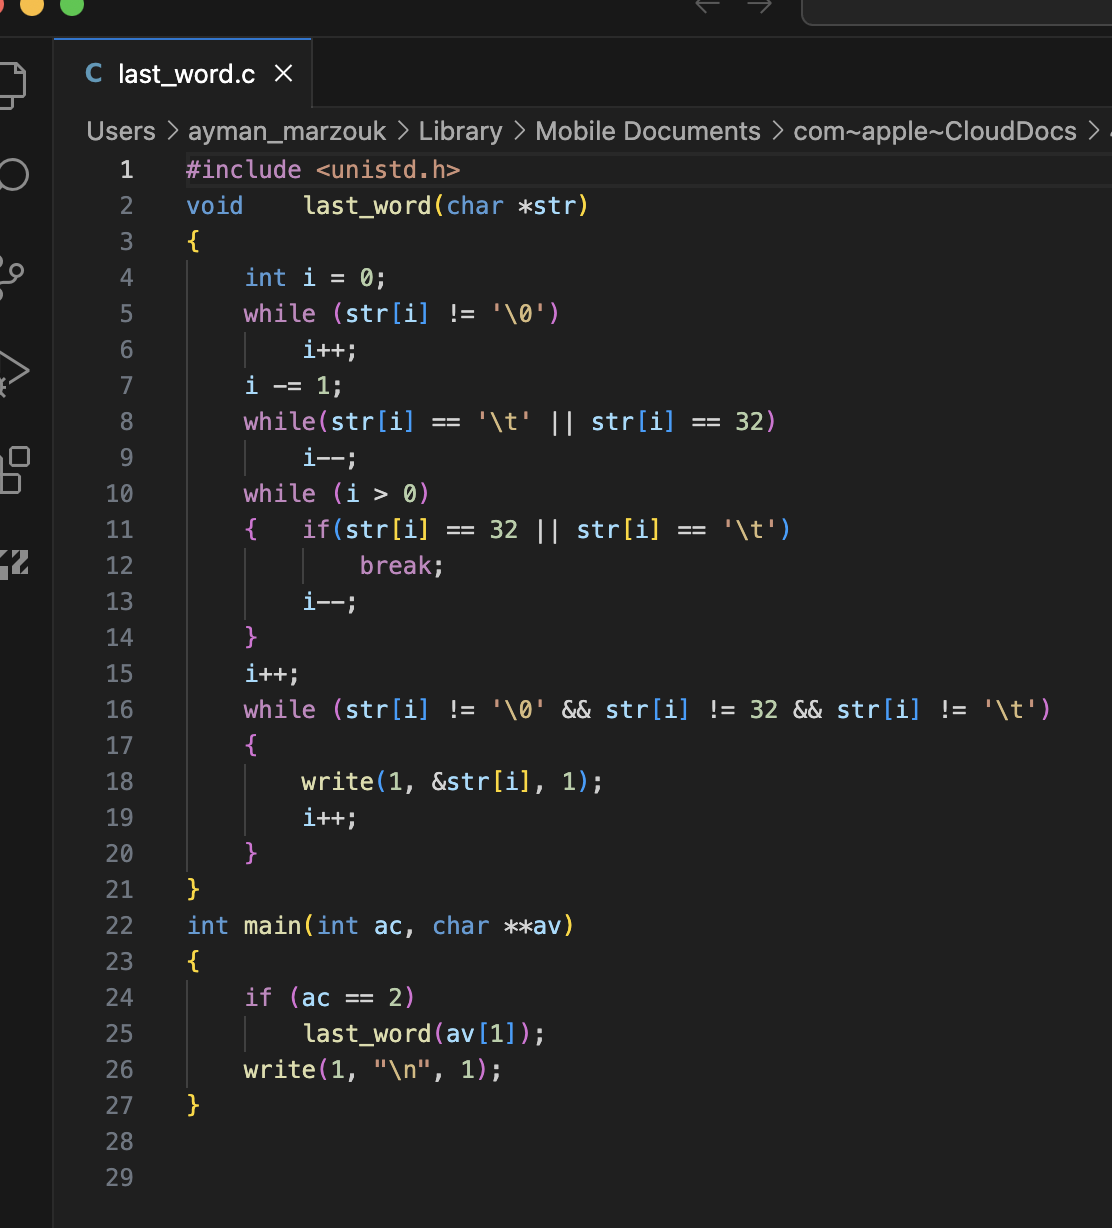 C last_word.c ×
Users > ayman_marzouk > Library > Mobile Documents > com~apple~CloudDocs >
1 #include <unistd.h>
2 void    last_word(char *str)
3 {
4     int i = 0;
5     while (str[i] != '\0')
6         i++;
7     i -= 1;
8     while(str[i] == '\t' || str[i] == 32)
9         i--;
10     while (i > 0)
11     {   if(str[i] == 32 || str[i] == '\t')
12             break;
13         i--;
14     }
15     i++;
16     while (str[i] != '\0' && str[i] != 32 && str[i] != '\t')
17     {
18         write(1, &str[i], 1);
19         i++;
20     }
21 }
22 int main(int ac, char **av)
23 {
24     if (ac == 2)
25         last_word(av[1]);
26     write(1, "\n", 1);
27 }
28
29